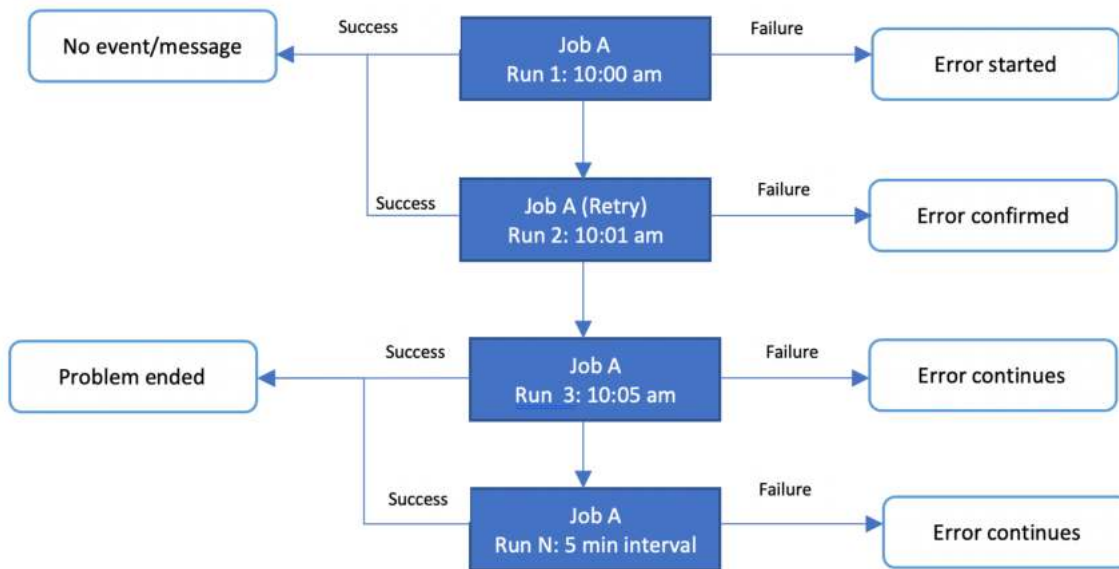 No event/message
Success
Job A
Run 1: 10:00 am
Failure
Error started
Success
Job A (Retry)
Run 2: 10:01 am
Failure
Error confirmed
Problem ended
Success
Job A
Run 3: 10:05 am
Failure
Error continues
Success
Job A
Run N: 5 min interval
Failure
Error continues